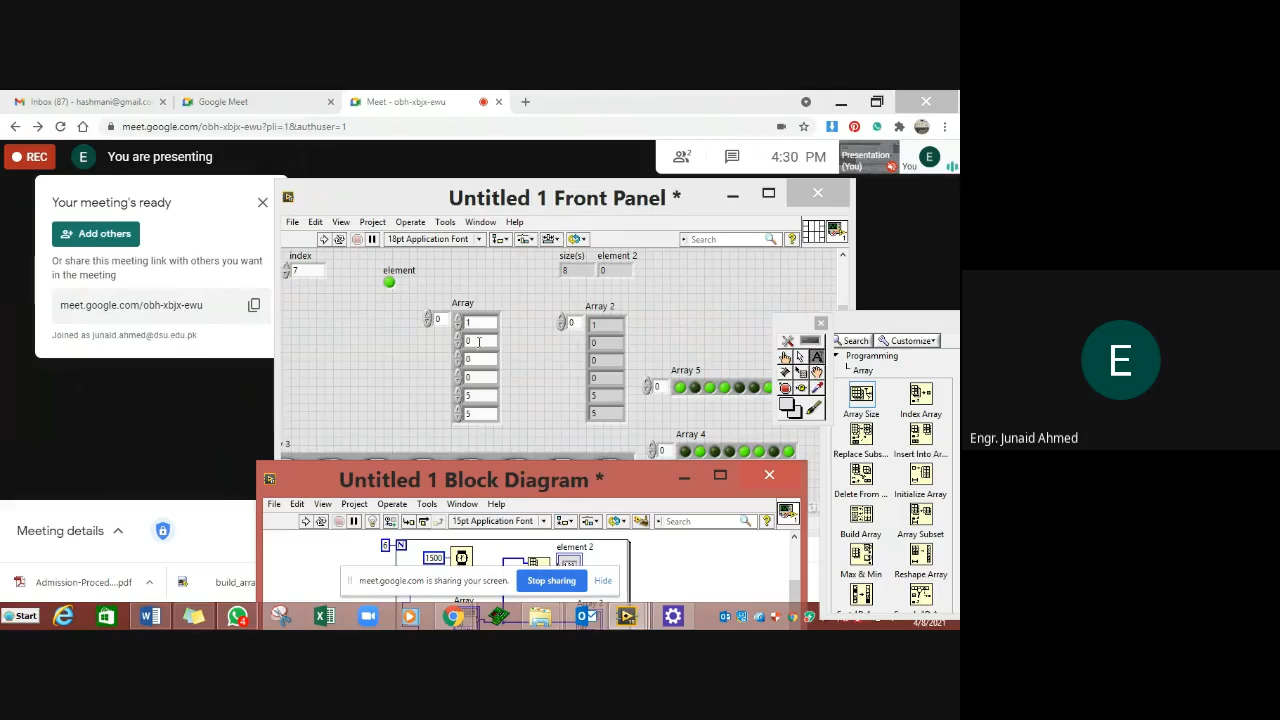 Inbox (87) - hashmani@gmail.co
Google Meet
Meet - obh-xbjx-ewu
meet.google.com/obh-xbjx-ewu?pli=1&authuser=1
REC
E
You are presenting
2
4:30 PM
Presentation
(You)
You
E
Your meeting's ready
Add others
Or share this meeting link with others you want
in the meeting
meet.google.com/obh-xbjx-ewu
Joined as junaid.ahmed@dsu.edu.pk
Meeting details
Admission-Proced....pdf
build_arra
Untitled 1 Front Panel *
File Edit View Project Operate Tools Window Help
18pt Application Font
Search
index
7
element
size(s)
8
element 2
0
Array
0
1
0
0
0
5
5
Array 2
0
1
0
0
0
5
5
Array 5
0
Array 4
0
y 3
Search
Customize
Programming
Array
Array Size
Index Array
Replace Subs...
Insert Into Ar...
Delete From ...
Initialize Array
Build Array
Array Subset
Max & Min
Reshape Array
Untitled 1 Block Diagram *
File Edit View Project Operate Tools Window Help
15pt Application Font
Search
6
N
1500
element 2
Array
Array 2
meet.google.com is sharing your screen.
Stop sharing
Hide
Start
4
4/8/2021
E
Engr. Junaid Ahmed